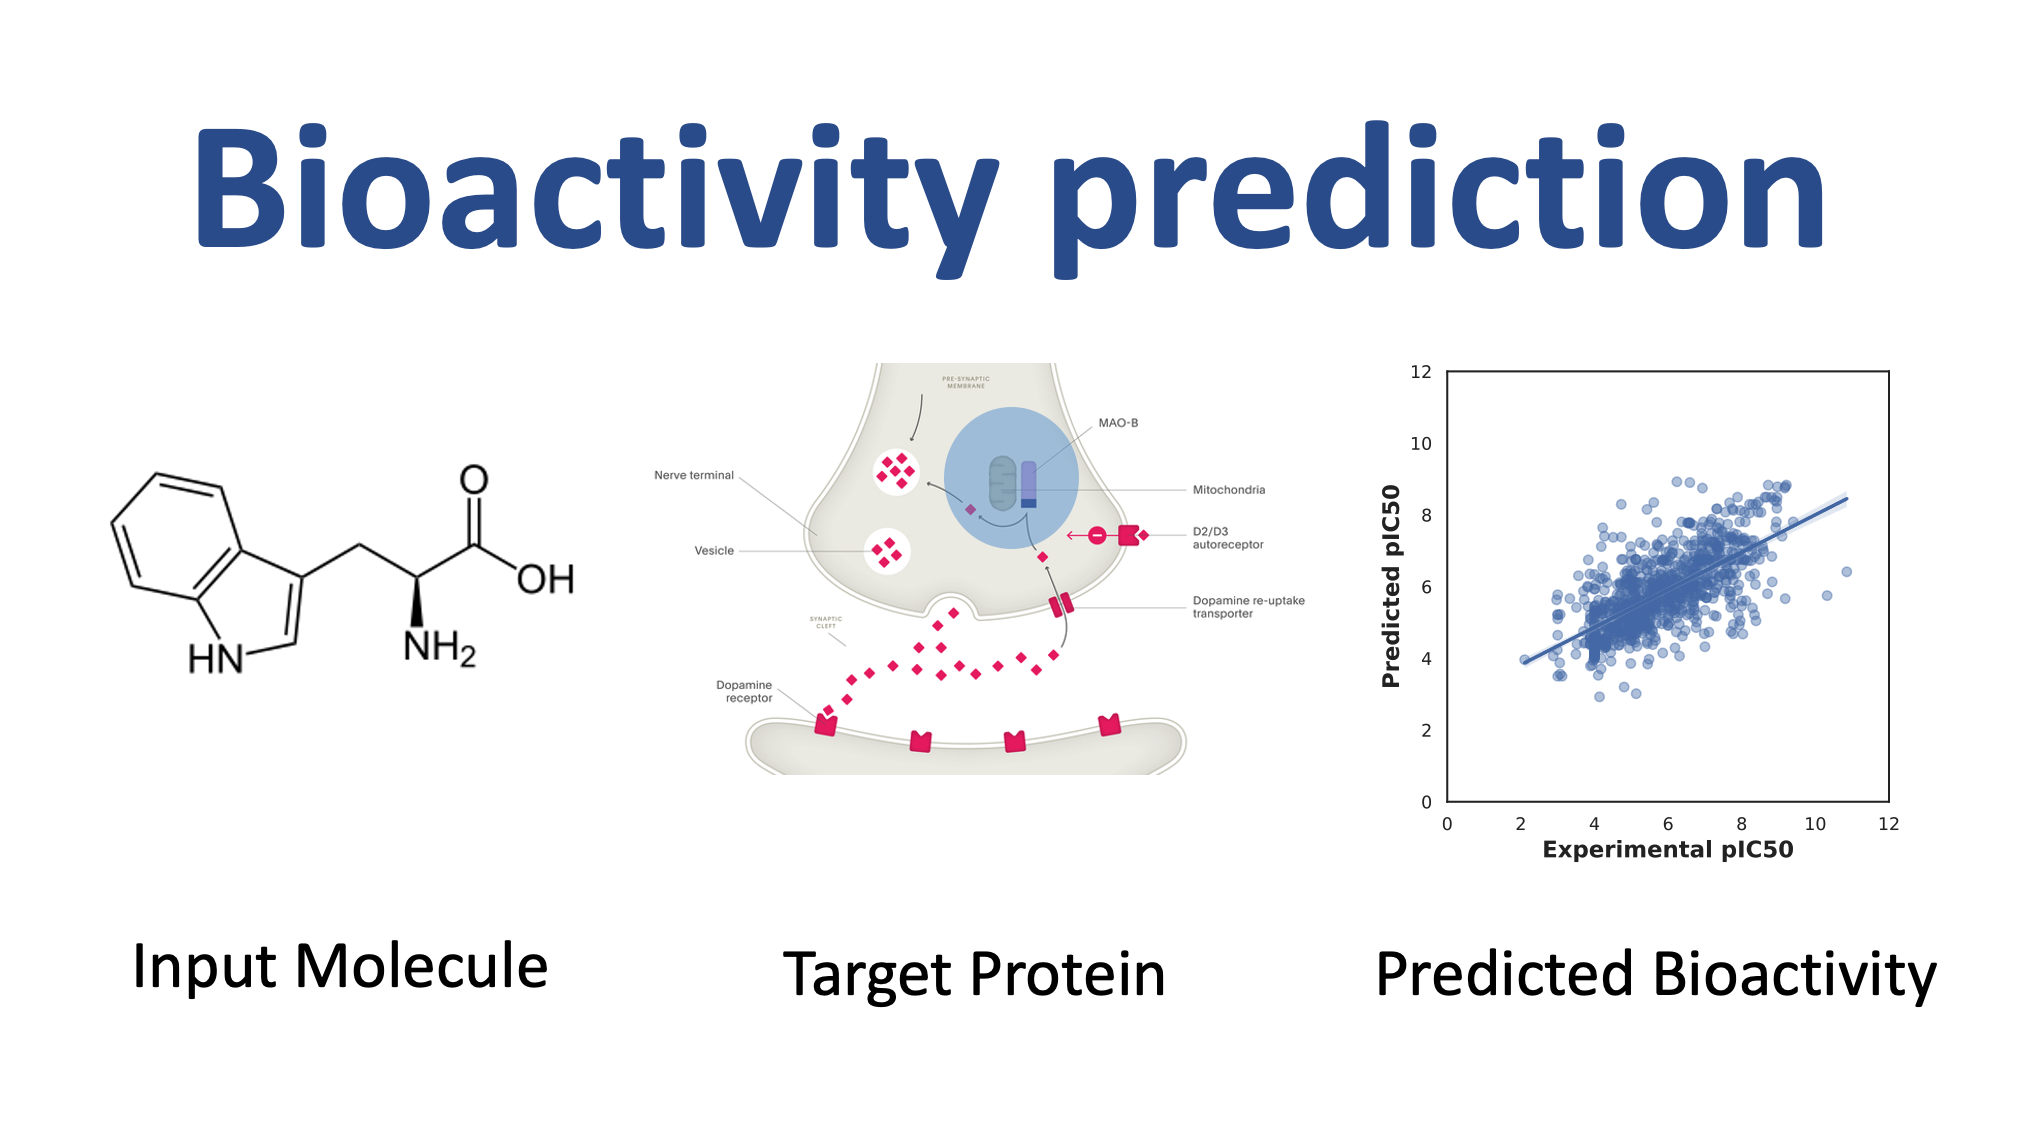 Bioactivity prediction
O
OH
NH2
HN
PRE-SYNAPTIC
MEMBRANE
MAO-B
Nerve terminal
Mitochondria
D2/D3
autoreceptor
Vesicle
Dopamine re-uptake
transporter
SYNAPTIC
CLEFT
Dopamine
receptor
12
10
8
6
4
2
0
Predicted pIC50
0 2 4 6 8 10 12
Experimental pIC50
Input Molecule
Target Protein
Predicted Bioactivity